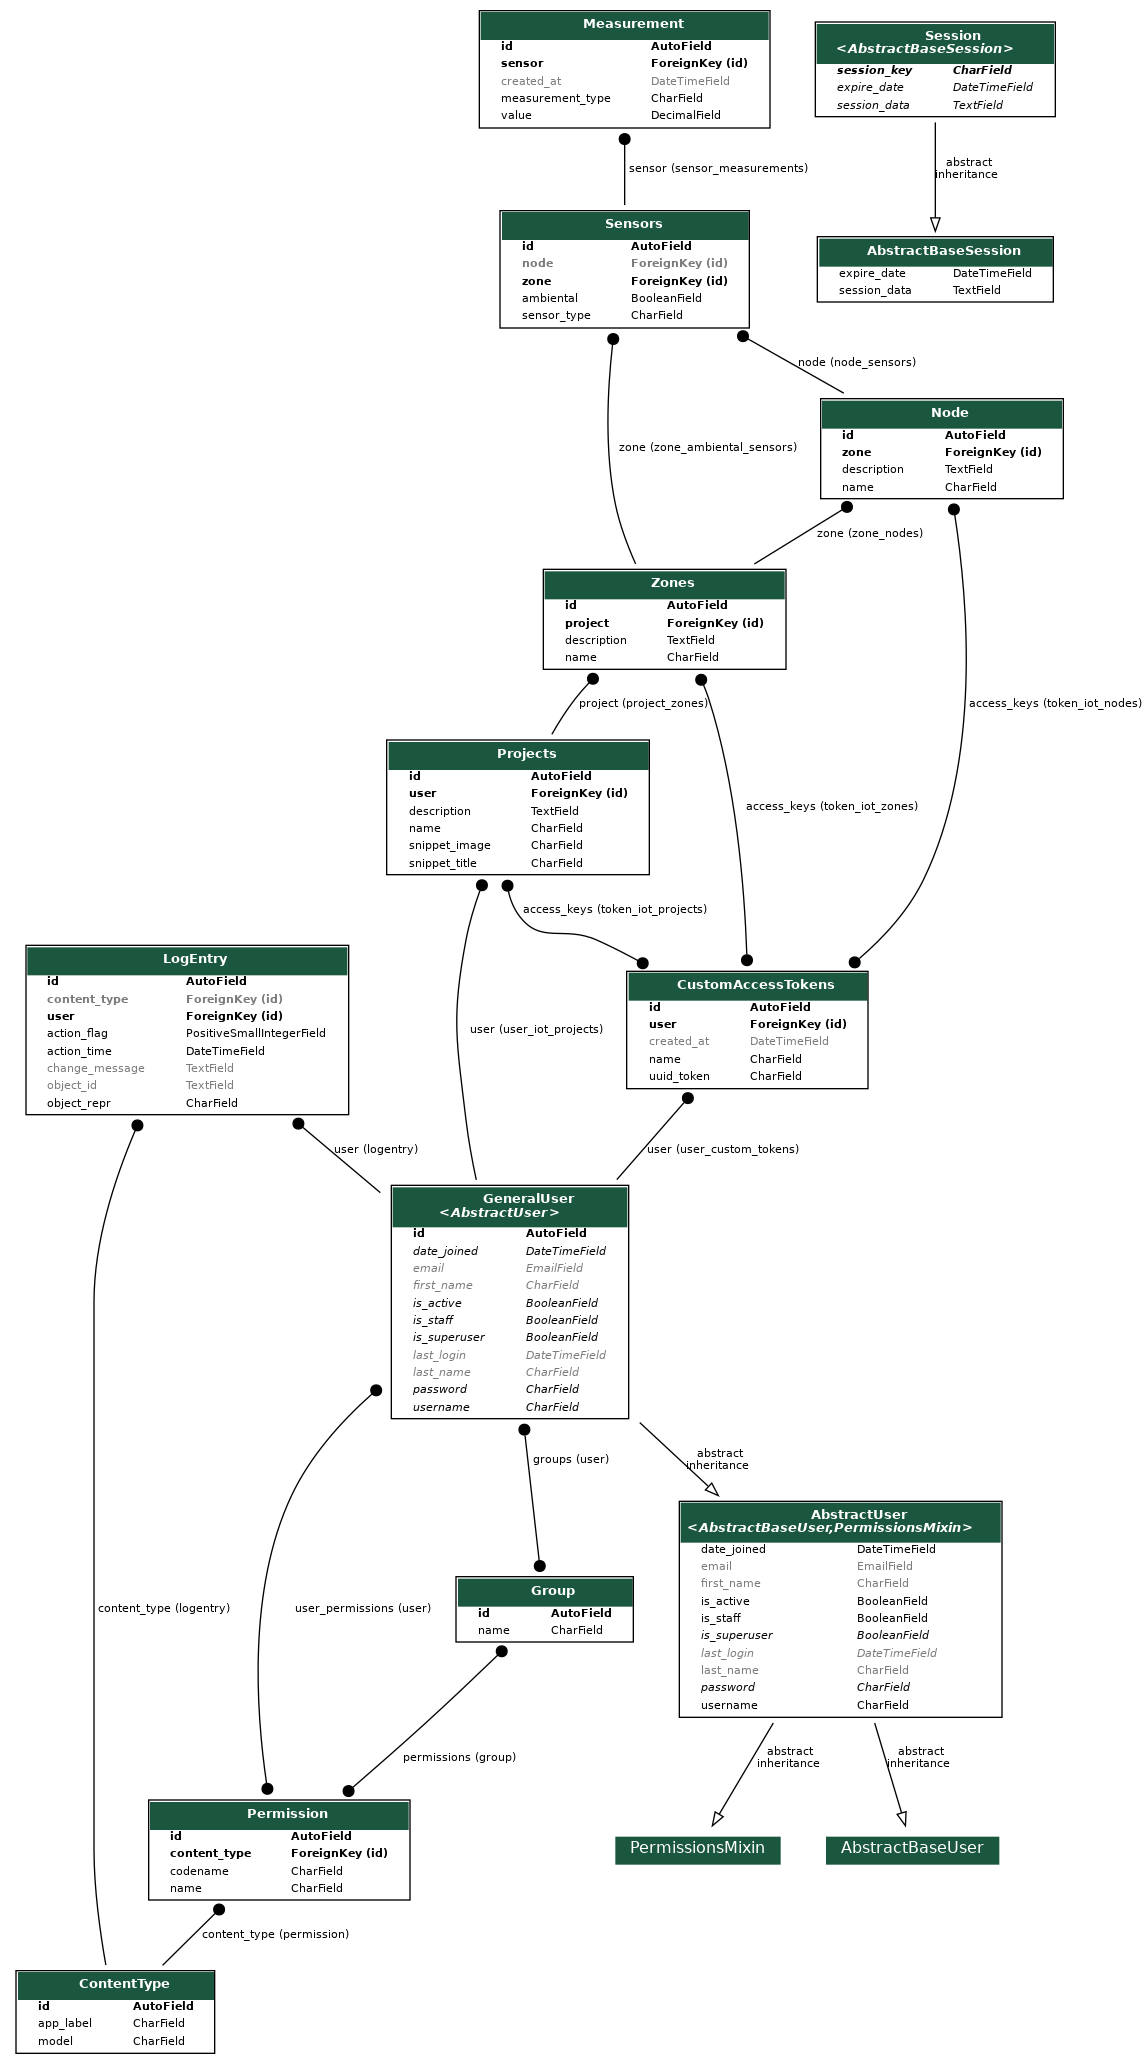 Measurement
id AutoField
sensor ForeignKey (id)
created_at DateTimeField
measurement_type CharField
value DecimalField
Session
<AbstractBaseSession>
session_key CharField
expire_date DateTimeField
session_data TextField
sensor (sensor_measurements)
abstract
inheritance
Sensors
id AutoField
node ForeignKey (id)
zone ForeignKey (id)
ambiental BooleanField
sensor_type CharField
AbstractBaseSession
expire_date DateTimeField
session_data TextField
node (node_sensors)
zone (zone_ambiental_sensors)
Node
id AutoField
zone ForeignKey (id)
description TextField
name CharField
zone (zone_nodes)
Zones
id AutoField
project ForeignKey (id)
description TextField
name CharField
project (project_zones)
access_keys (token_iot_nodes)
Projects
id AutoField
user ForeignKey (id)
description TextField
name CharField
snippet_image CharField
snippet_title CharField
access_keys (token_iot_zones)
access_keys (token_iot_projects)
LogEntry
id AutoField
content_type ForeignKey (id)
user ForeignKey (id)
action_flag PositiveSmallIntegerField
action_time DateTimeField
change_message TextField
object_id TextField
object_repr CharField
user (user_iot_projects)
CustomAccessTokens
id AutoField
user ForeignKey (id)
created_at DateTimeField
name CharField
uuid_token CharField
user (logentry)
user (user_custom_tokens)
GeneralUser
<AbstractUser>
id AutoField
date_joined DateTimeField
email EmailField
first_name CharField
is_active BooleanField
is_staff BooleanField
is_superuser BooleanField
last_login DateTimeField
last_name CharField
password CharField
username CharField
groups (user)
abstract
inheritance
AbstractUser
<AbstractBaseUser,PermissionsMixin>
date_joined DateTimeField
email EmailField
first_name CharField
is_active BooleanField
is_staff BooleanField
is_superuser BooleanField
last_login DateTimeField
last_name CharField
password CharField
username CharField
content_type (logentry)
user_permissions (user)
Group
id AutoField
name CharField
permissions (group)
abstract
inheritance
abstract
inheritance
Permission
id AutoField
content_type ForeignKey (id)
codename CharField
name CharField
PermissionsMixin
AbstractBaseUser
content_type (permission)
ContentType
id AutoField
app_label CharField
model CharField